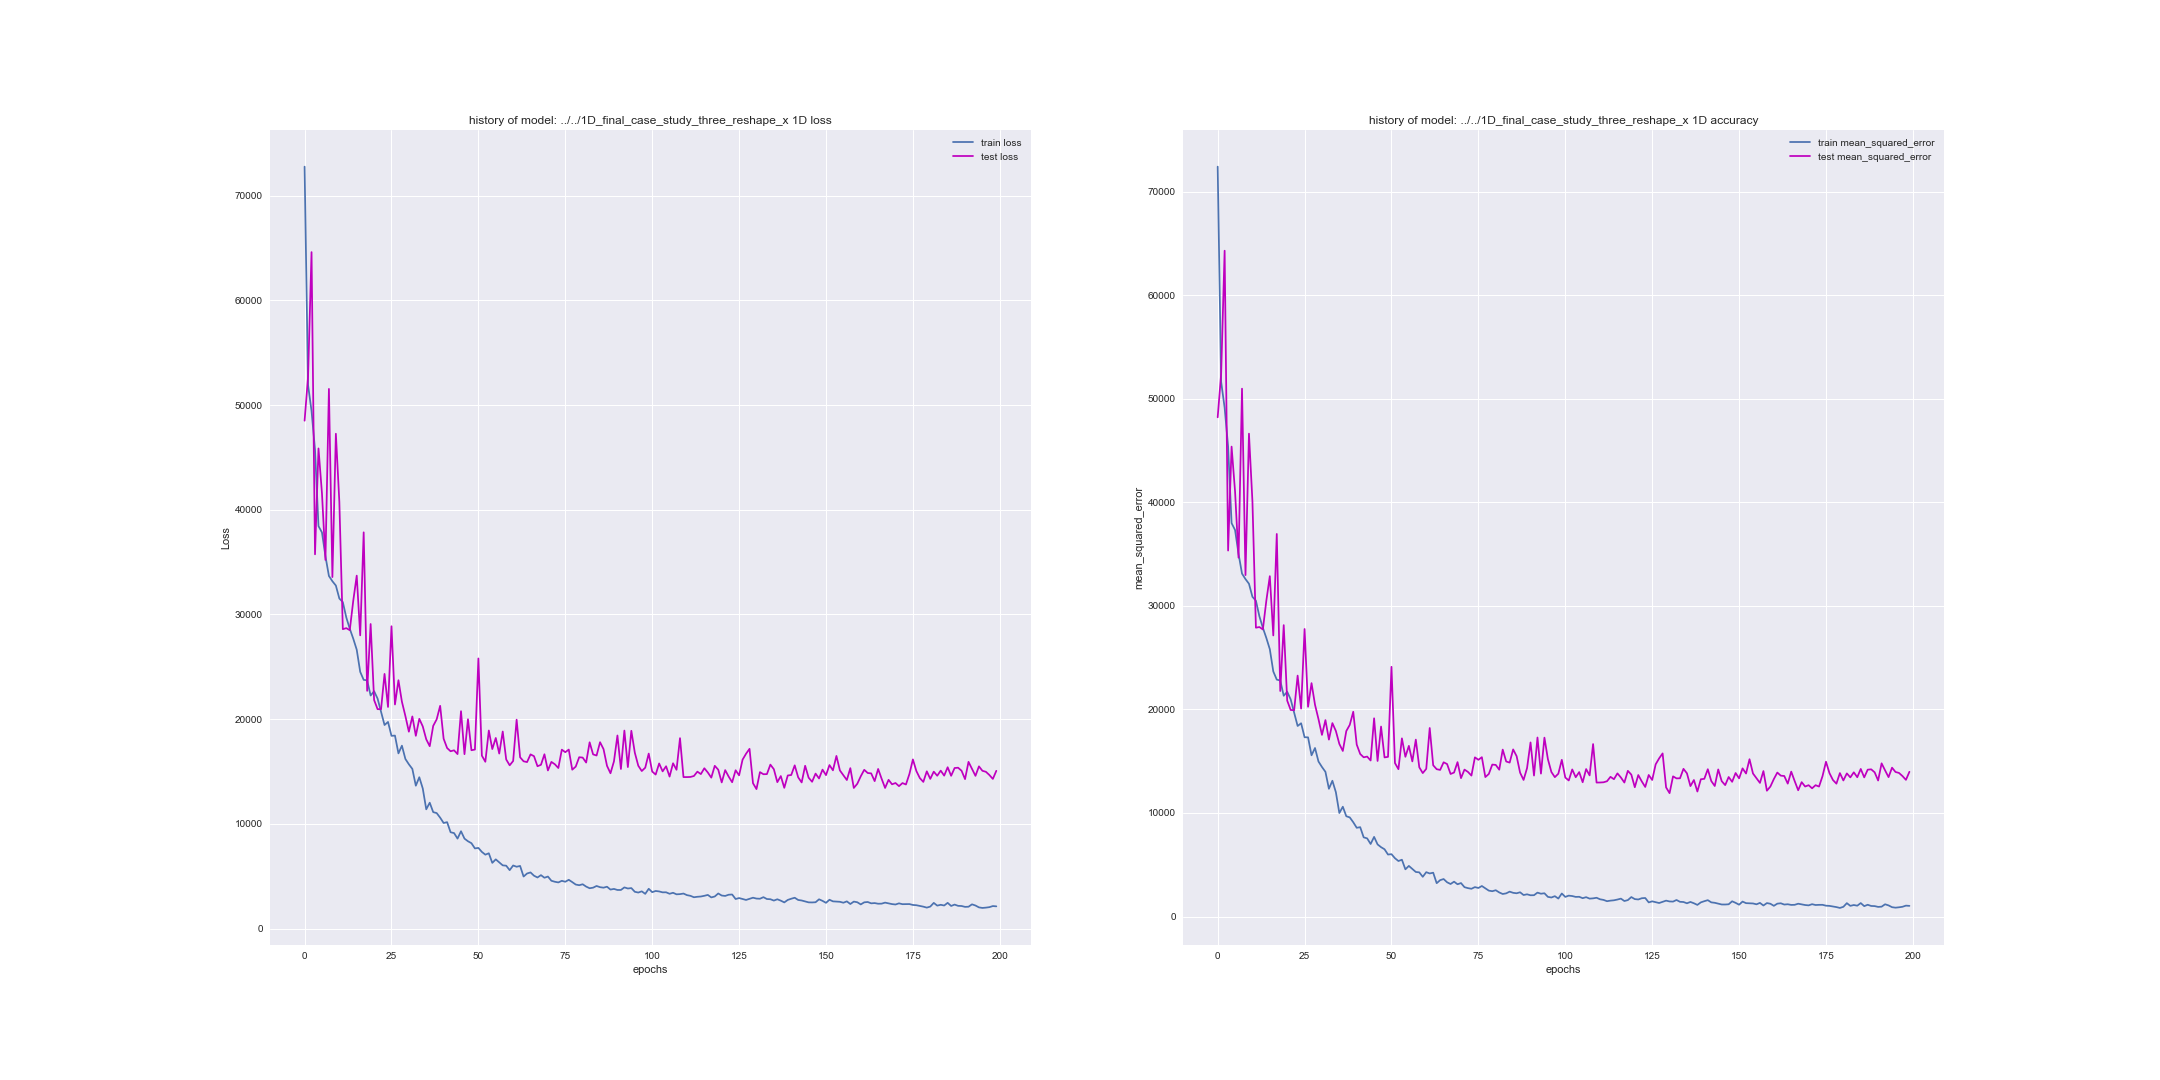 history of model: ../../1D_final_case_study_three_reshape_x 1D loss
train loss
test loss
70000
60000
50000
40000
30000
20000
10000
0
Loss
0 25 50 75 100 125 150 175 200
epochs
history of model: ../../1D_final_case_study_three_reshape_x 1D accuracy
train mean_squared_error
test mean_squared_error
70000
60000
50000
40000
30000
20000
10000
0
mean_squared_error
0 25 50 75 100 125 150 175 200
epochs